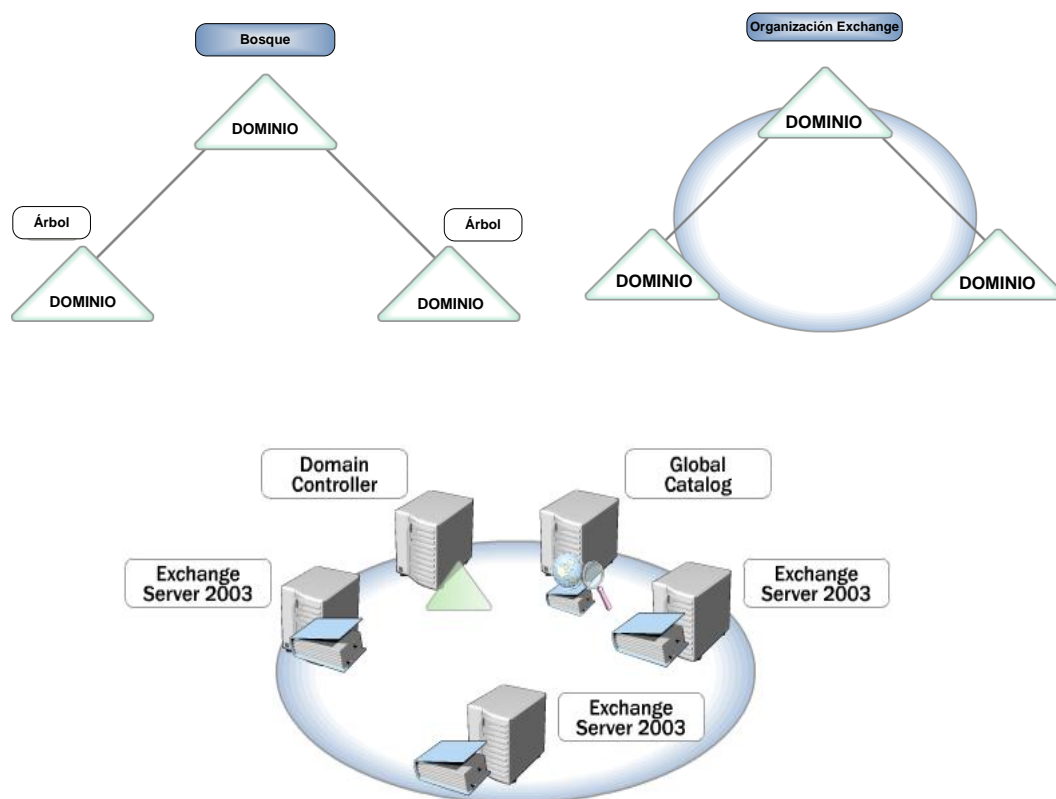 Bosque
DOMINIO
Árbol
Árbol
DOMINIO
DOMINIO
Organización Exchange
DOMINIO
DOMINIO
DOMINIO
Domain
Controller
Global
Catalog
Exchange
Server 2003
Exchange
Server 2003
Exchange
Server 2003